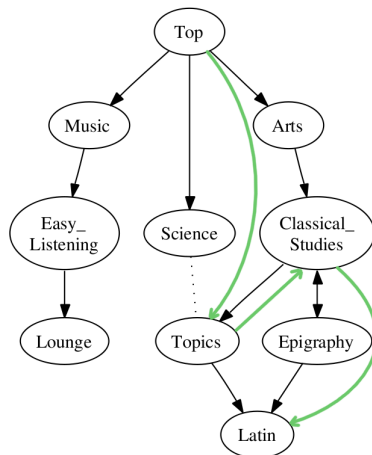 Top
Music
Arts
Easy_
Listening
Science
Classical_
Studies
Lounge
Topics
Epigraphy
Latin